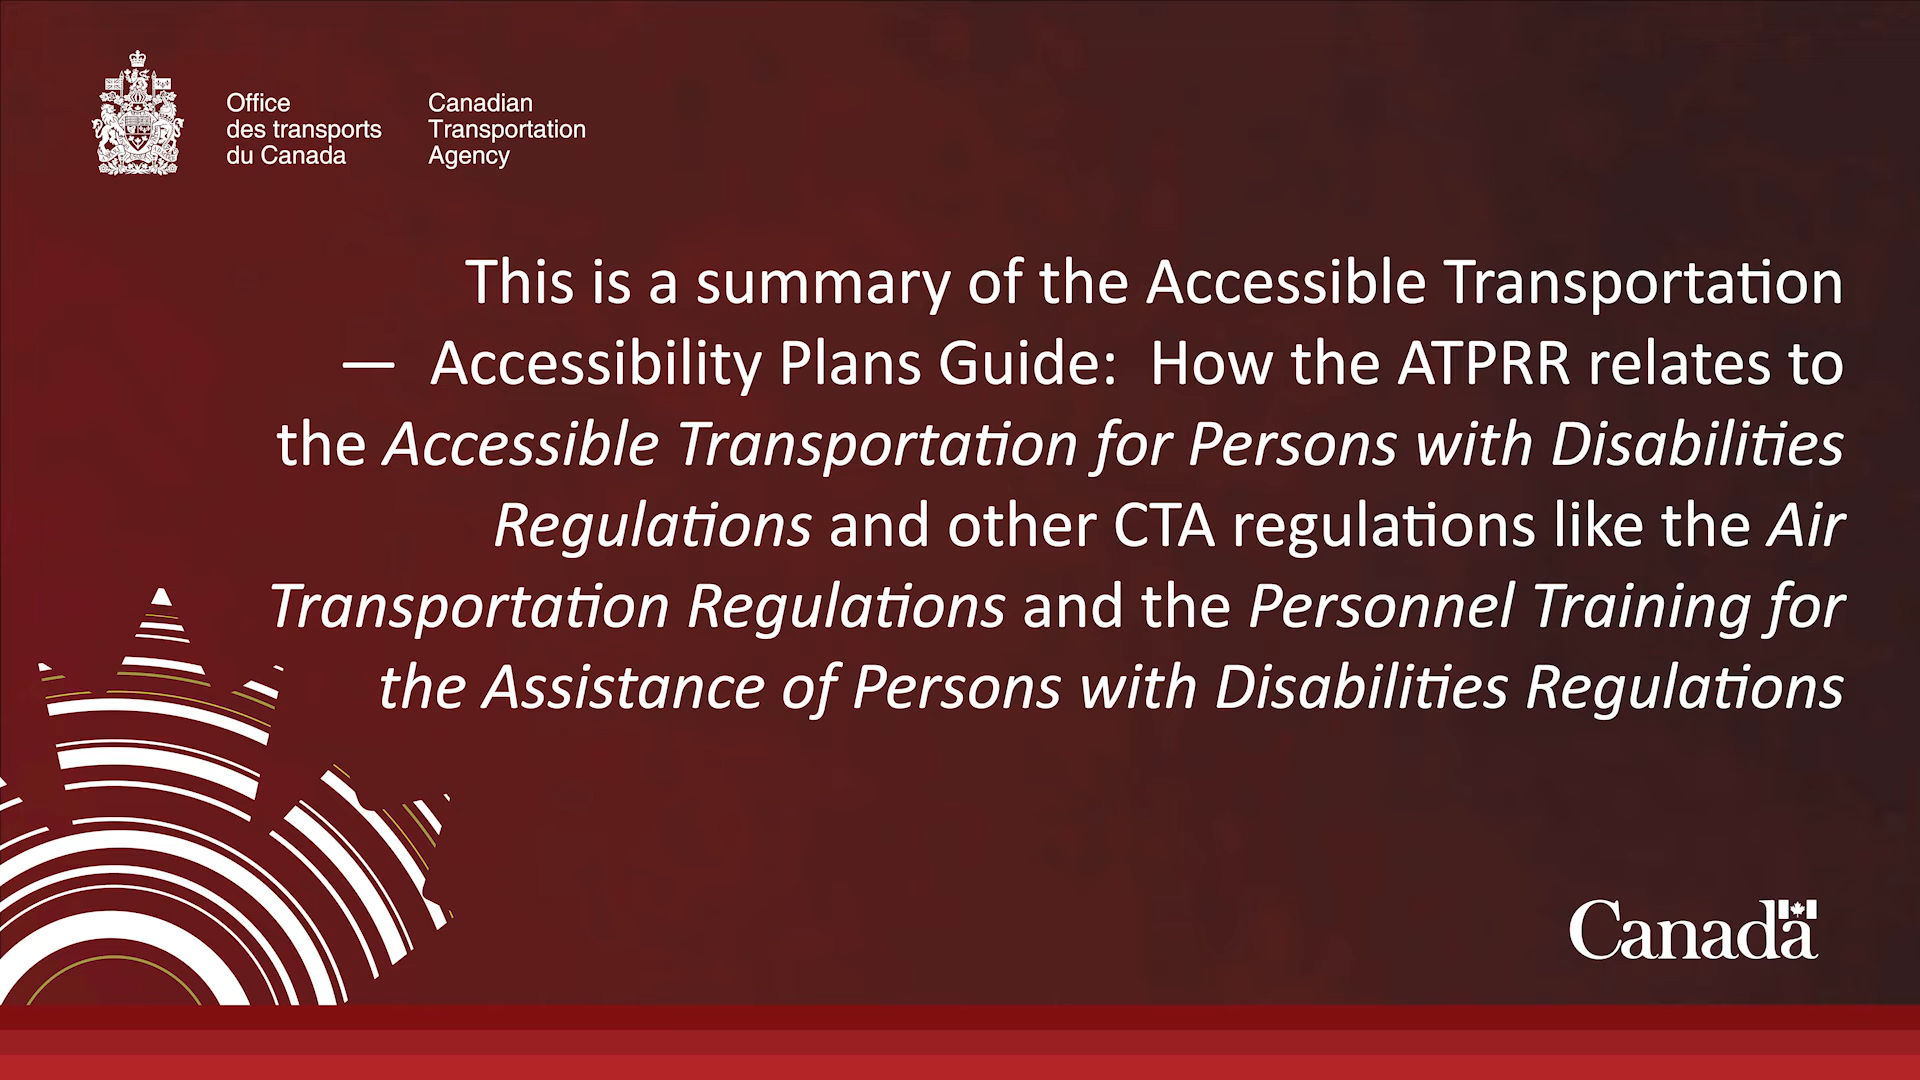 Office
des transports
du Canada
Canadian
Transportation
Agency
This is a summary of the Accessible Transportation
— Accessibility Plans Guide: How the ATPRR relates to
the Accessible Transportation for Persons with Disabilities
Regulations and other CTA regulations like the Air
Transportation Regulations and the Personnel Training for
the Assistance of Persons with Disabilities Regulations
Canada